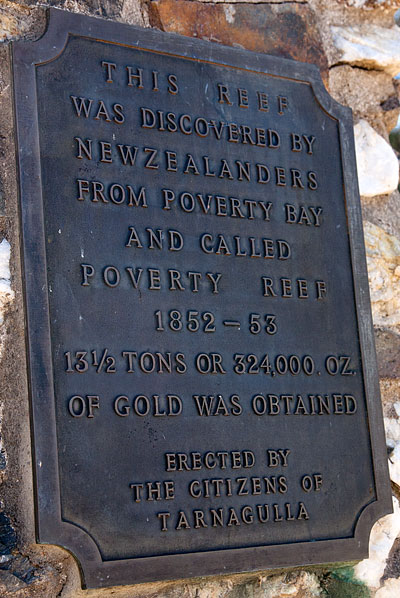 THIS REEF
WAS DISCOVERED BY
NEWZEALANDERS
FROM POVERTY BAY
AND CALLED
POVERTY REEF
1852-53
13½ TONS OR 324,000. OZ.
OF GOLD WAS OBTAINED
ERECTED BY
THE CITIZENS OF
TARNAGULLA